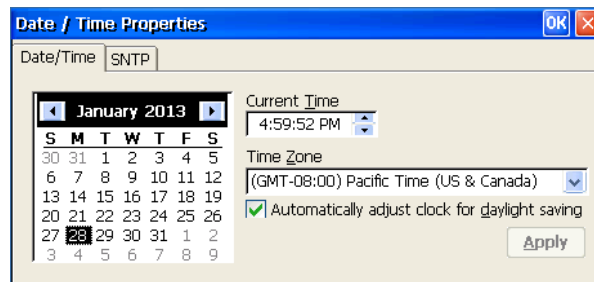 Date / Time Properties OK
Date/Time SNTP
January 2013
S M T W T F S
30 31 1 2 3 4 5
6 7 8 9 10 11 12
13 14 15 16 17 18 19
20 21 22 23 24 25 26
27 28 29 30 31 1 2
3 4 5 6 7 8 9
Current Time
4:59:52 PM
Time Zone
(GMT-08:00) Pacific Time (US & Canada)
Automatically adjust clock for daylight saving
Apply